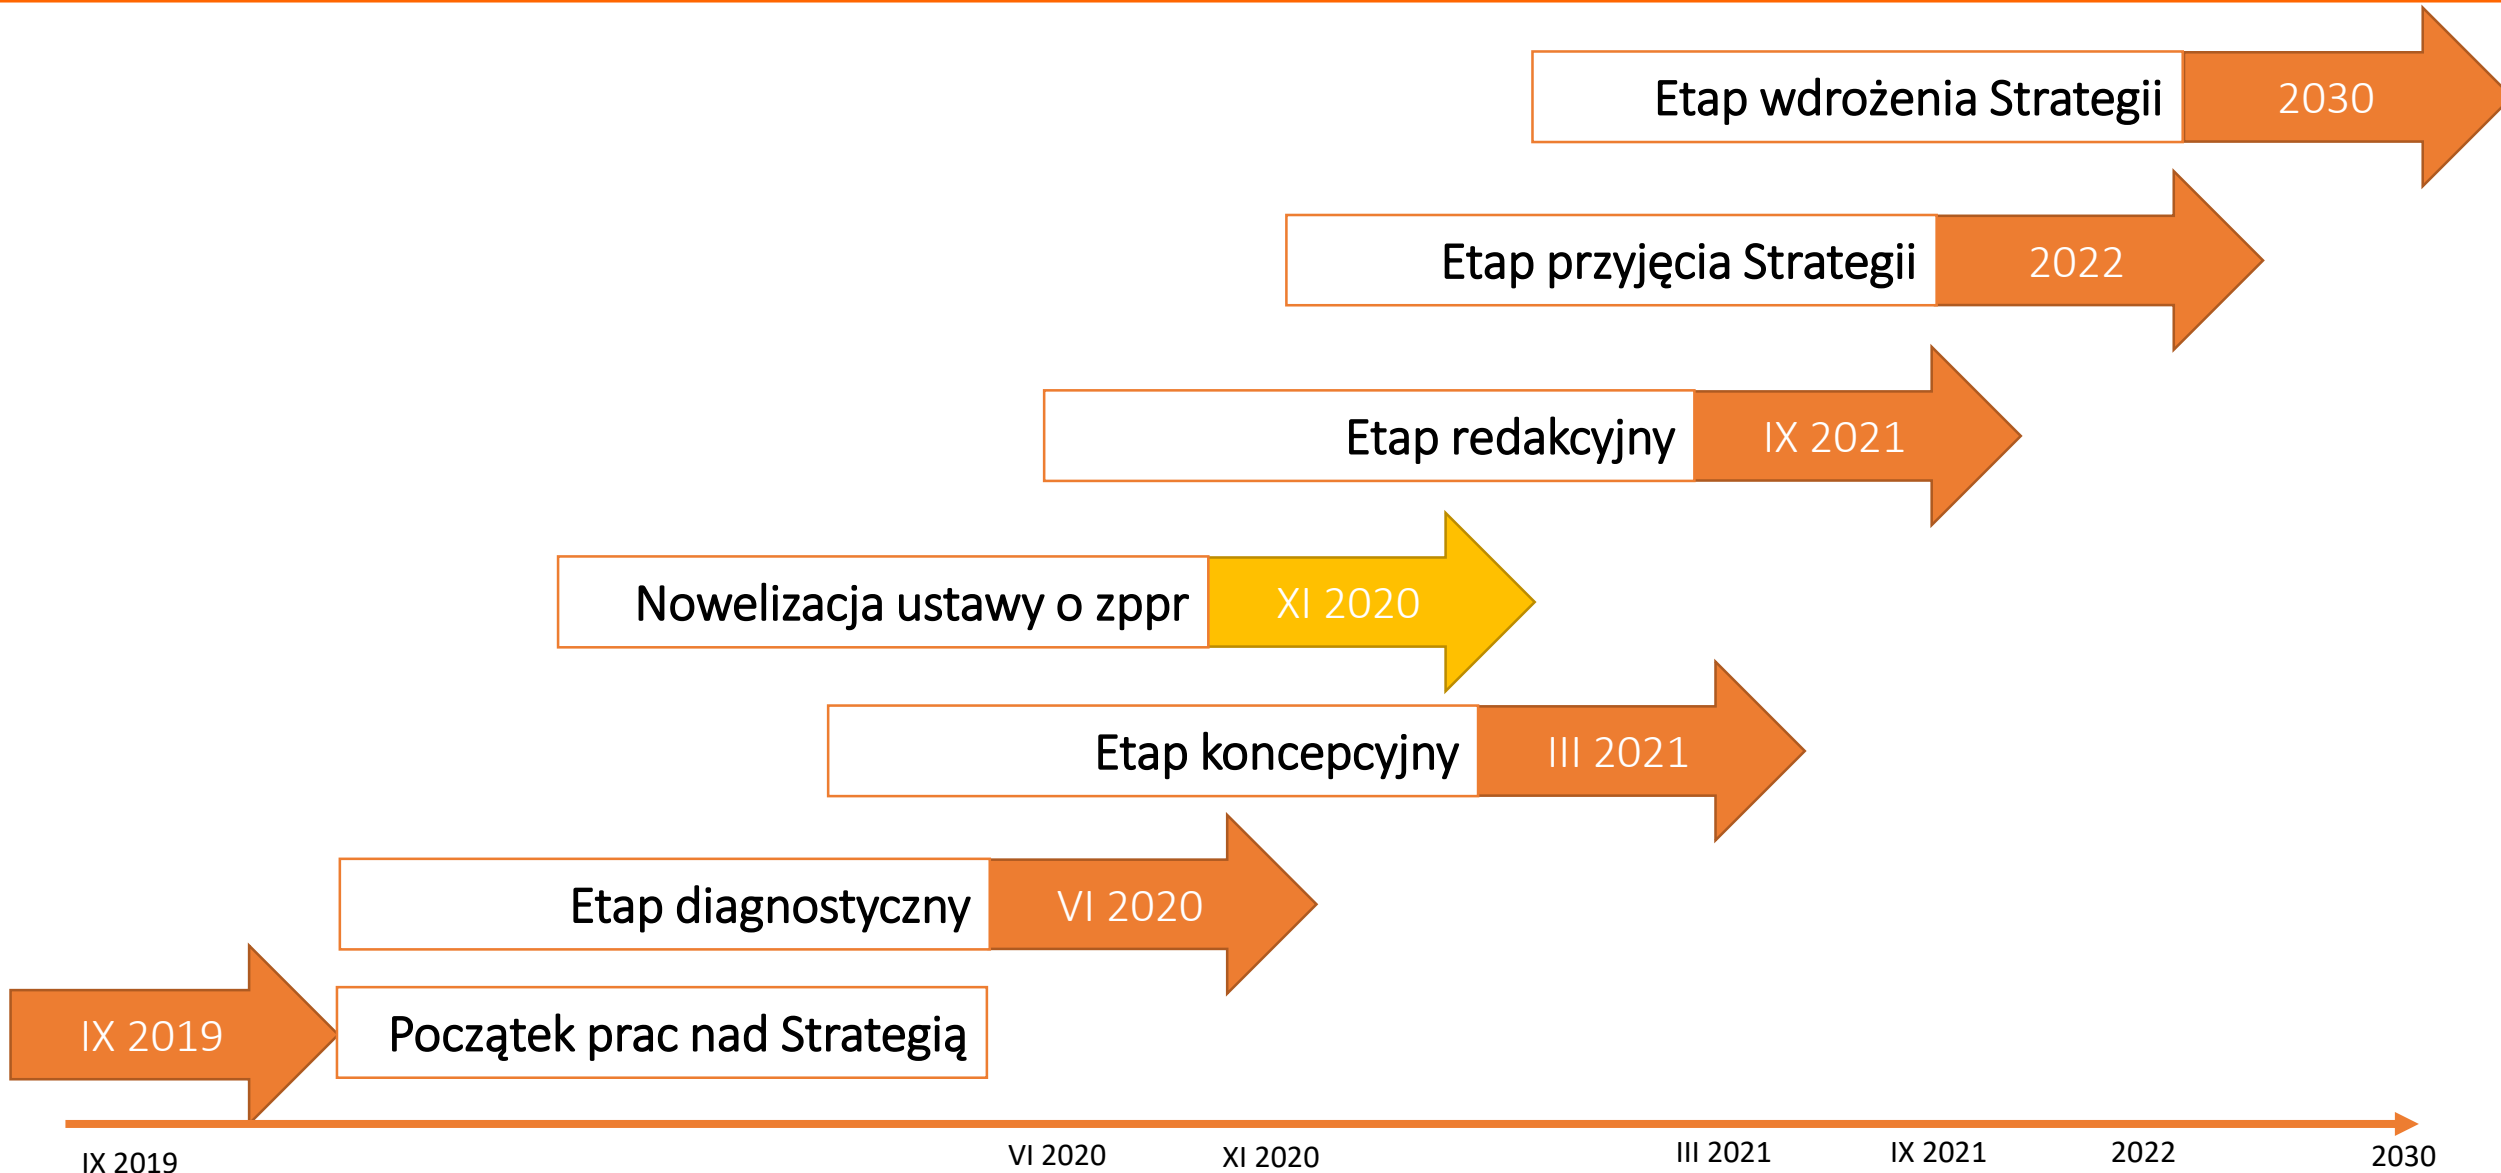 Etap wdrożenia Strategii 2030
Etap przyjęcia Strategii 2022
Etap redakcyjny IX 2021
Nowelizacja ustawy o zppr XI 2020
Etap koncepcyjny III 2021
Etap diagnostyczny VI 2020
IX 2019 Początek prac nad Strategią
IX 2019 VI 2020 XI 2020 III 2021 IX 2021 2022 2030